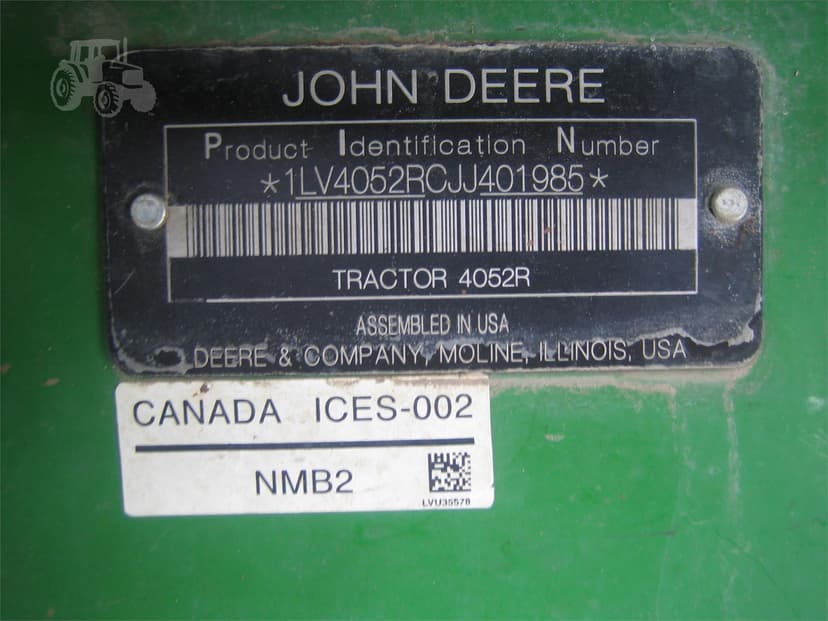 JOHN DEERE
Product Identification Number
*1LV4052RCJJ401985*
TRACTOR 4052R
ASSEMBLED IN USA
DEERE & COMPANY, MOLINE, ILLINOIS, USA
CANADA ICES-002
NMB2
LVU35578